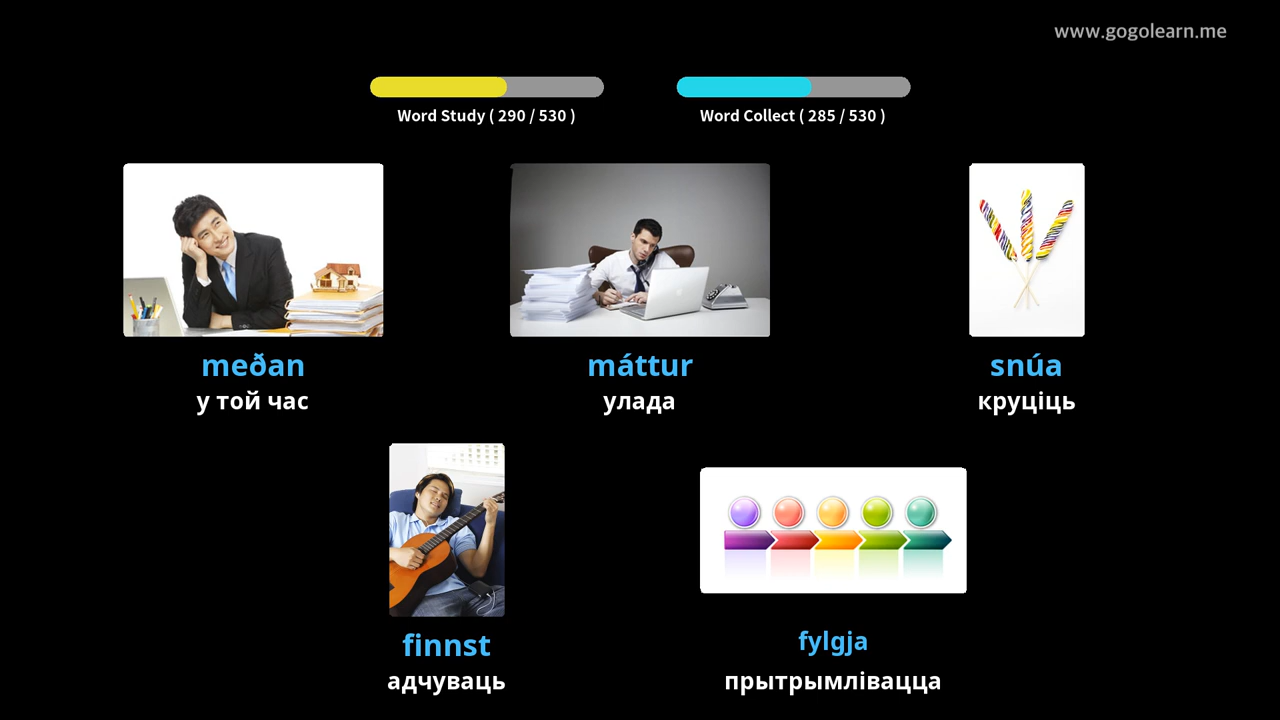 www.gogolearn.me
Word Study ( 290 / 530 )
Word Collect ( 285 / 530 )
meðan
у той час
máttur
улада
snúa
круціць
finnst
адчуваць
fylgja
прытрымлівацца